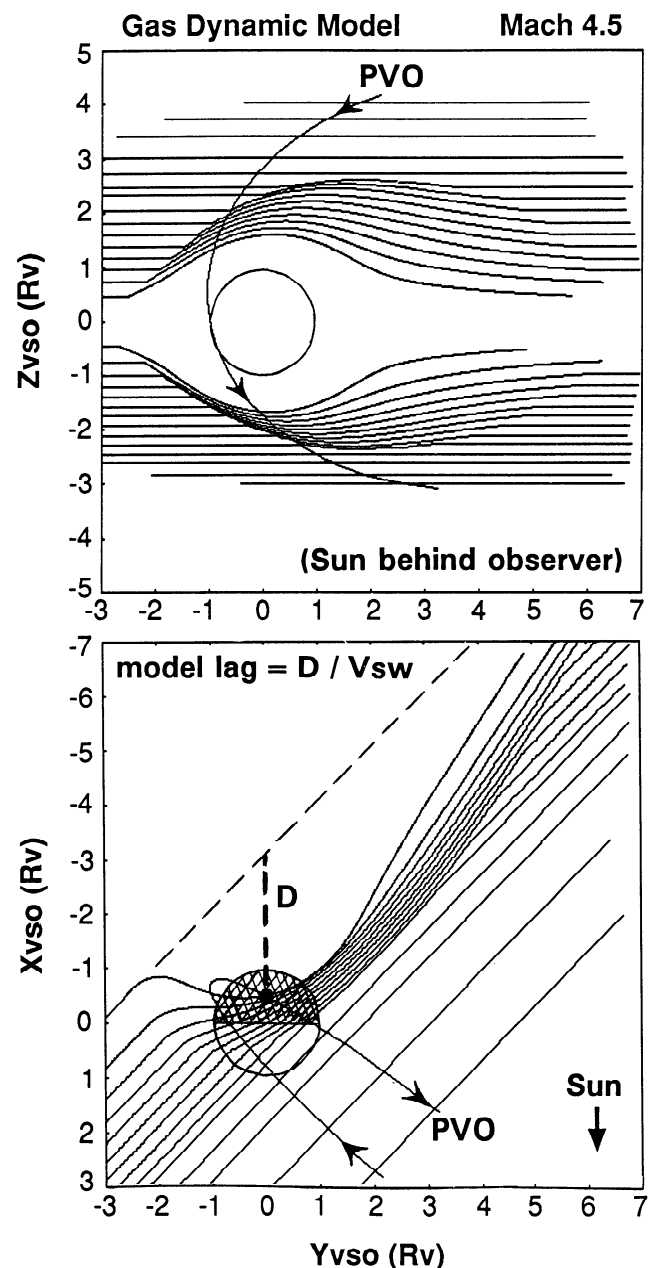 Gas Dynamic Model Mach 4.5
5
PVO
4
3
2
1
0
-1
-2
-3
-4
-5
Zvso (Rv)
(Sun behind observer)
-3 -2 -1 0 1 2 3 4 5 6 7
-7
model lag = D / Vsw
-6
-5
-4
-3
D
-2
-1
0
1
2
3
Xvso (Rv)
Sun
PVO
-3 -2 -1 0 1 2 3 4 5 6 7
Yvso (Rv)